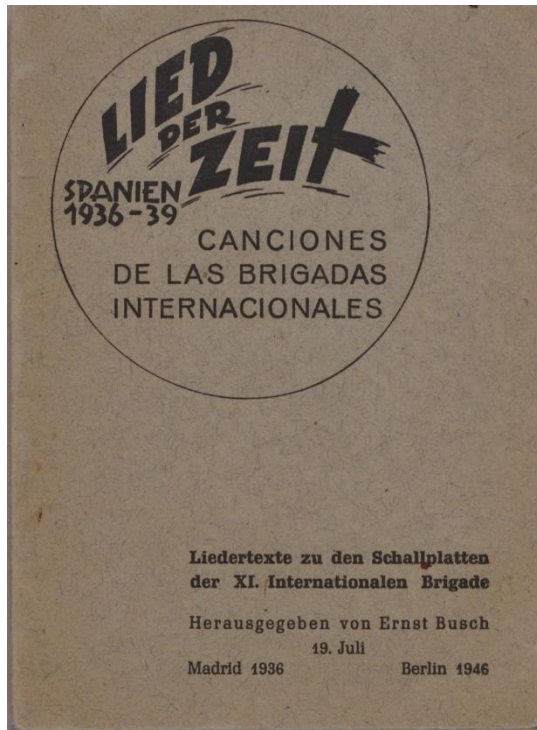 LIED
DER
ZEIT
SPANIEN
1936-39
CANCIONES
DE LAS BRIGADAS
INTERNACIONALES
Liedertexte zu den Schallplatten
der XI. Internationalen Brigade
Herausgegeben von Ernst Busch
19. Juli
Madrid 1936 Berlin 1946